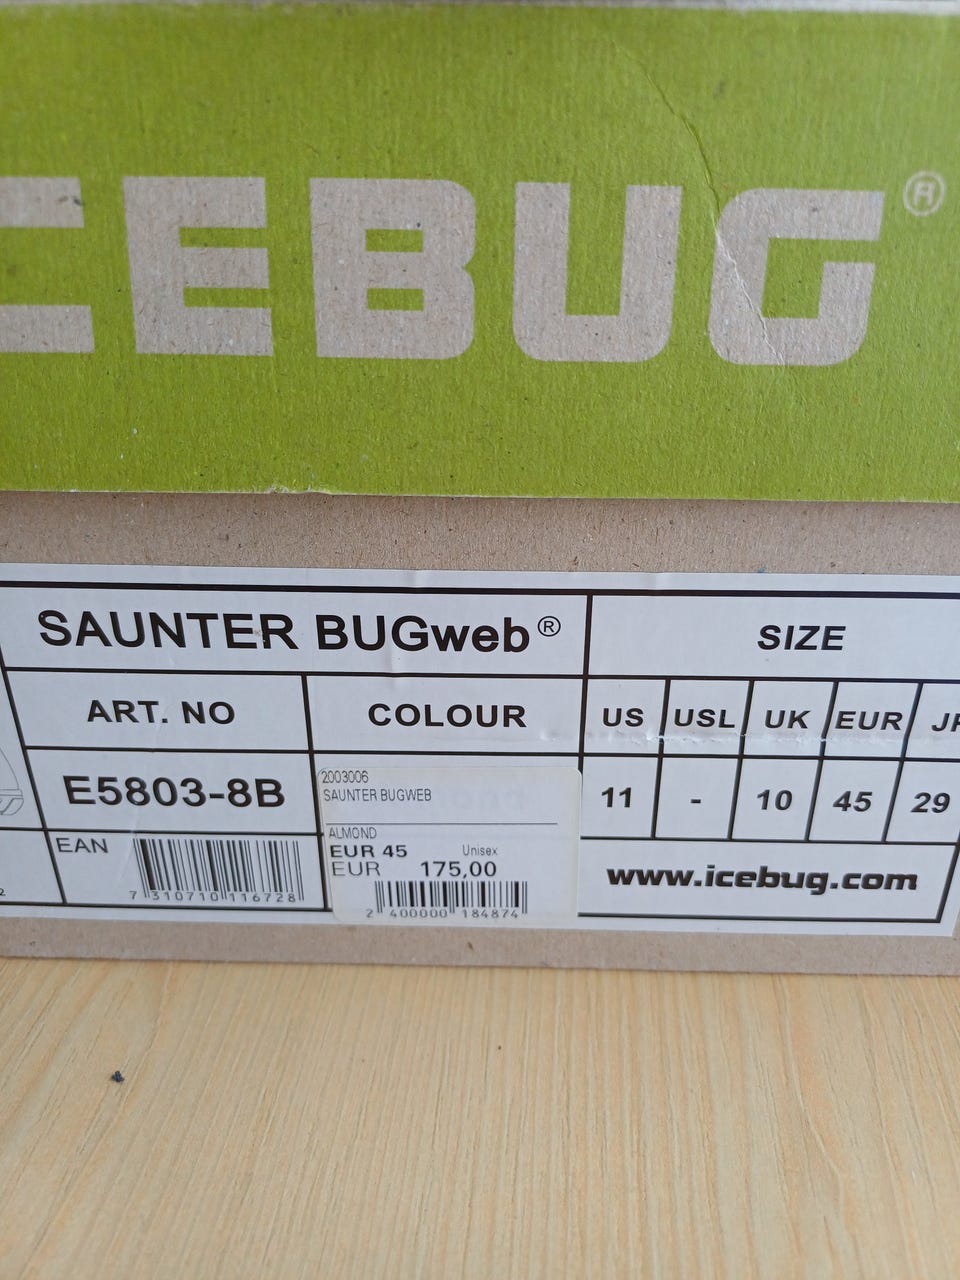 ICEBUG®
SAUNTER BUGweb®
SIZE
ART. NO
COLOUR
US
USL
UK
EUR
E5803-8B
11
-
10
45
29
2003006
SAUNTER BUGWEB
ALMOND
EUR 45 Unisex
EUR 175,00
2 400000 184874
EAN
7 310710 116728
www.icebug.com